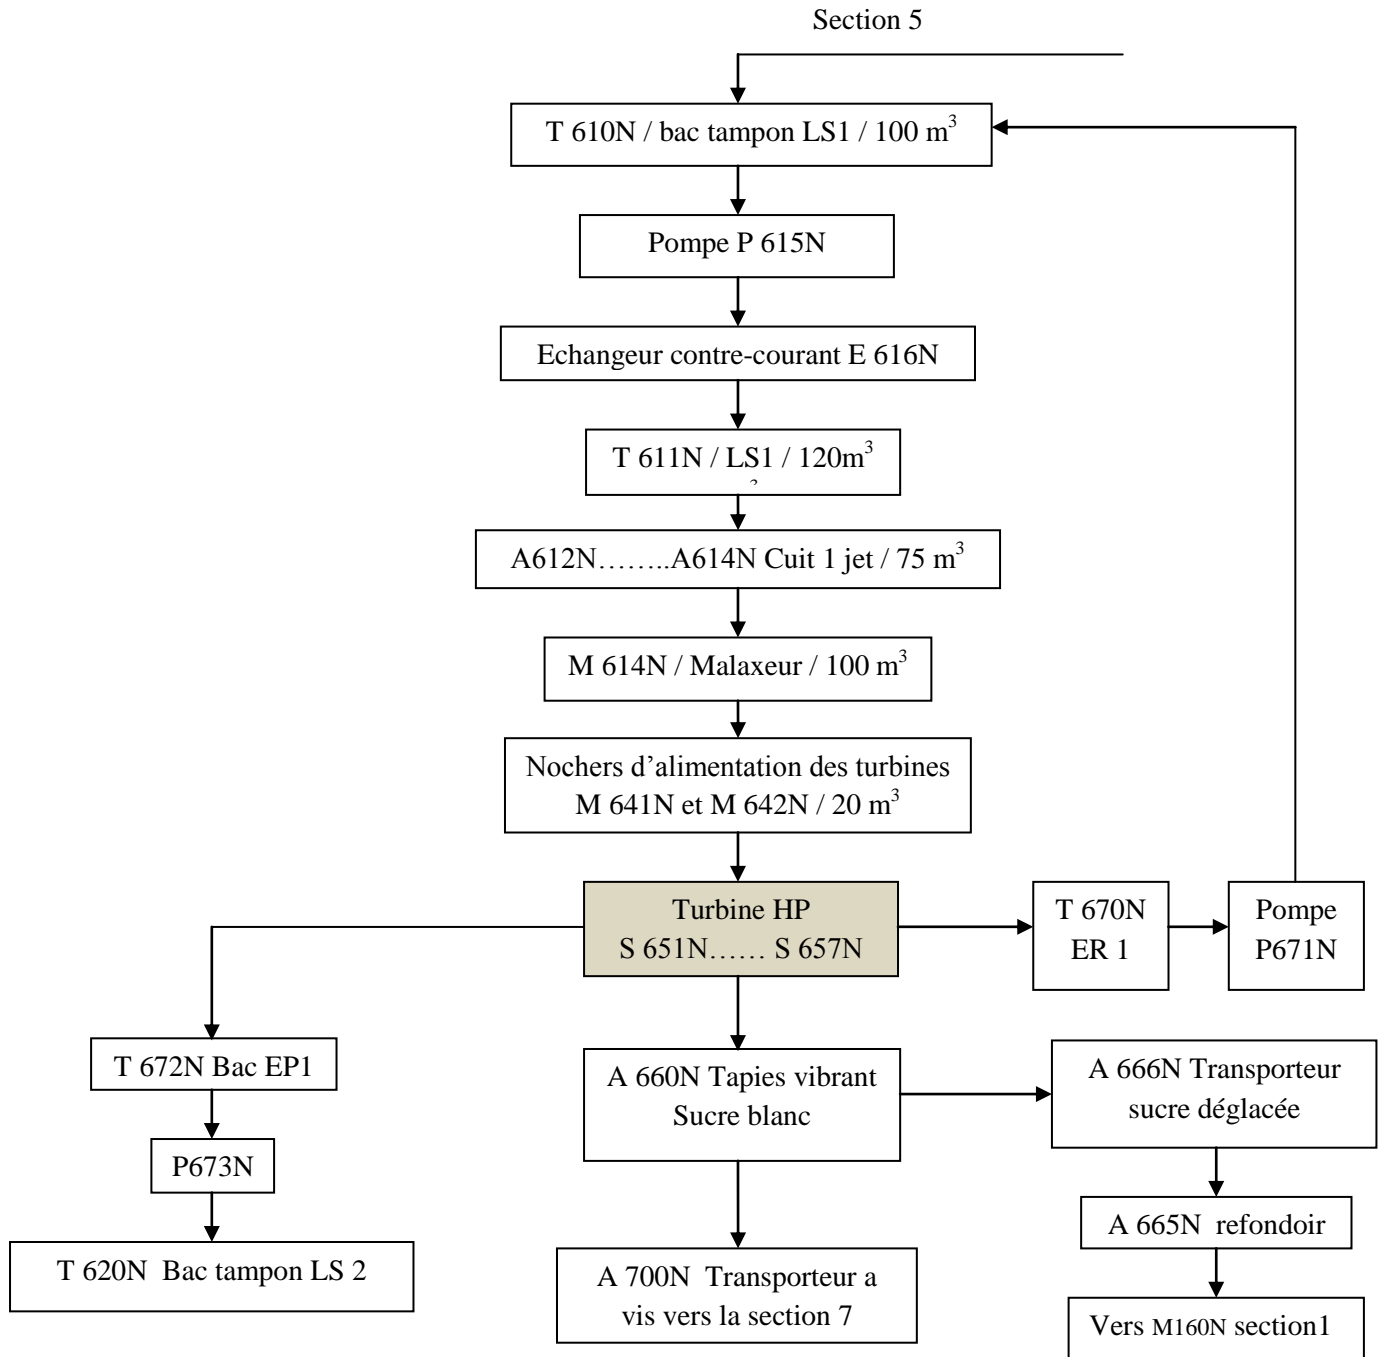 Section 5
T 610N / bac tampon LS1 / 100 m³
Pompe P 615N
Echangeur contre-courant E 616N
T 611N / LS1 / 120m³
A612N……..A614N Cuit 1 jet / 75 m³
M 614N / Malaxeur / 100 m³
Nochers d’alimentation des turbines
M 641N et M 642N / 20 m³
Turbine HP
S 651N…… S 657N
T 670N
ER 1
Pompe
P671N
T 672N Bac EP1
P673N
T 620N Bac tampon LS 2
A 660N Tapies vibrant
Sucre blanc
A 700N Transporteur a
vis vers la section 7
A 666N Transporteur
sucre déglacée
A 665N refondoir
Vers M160N section1